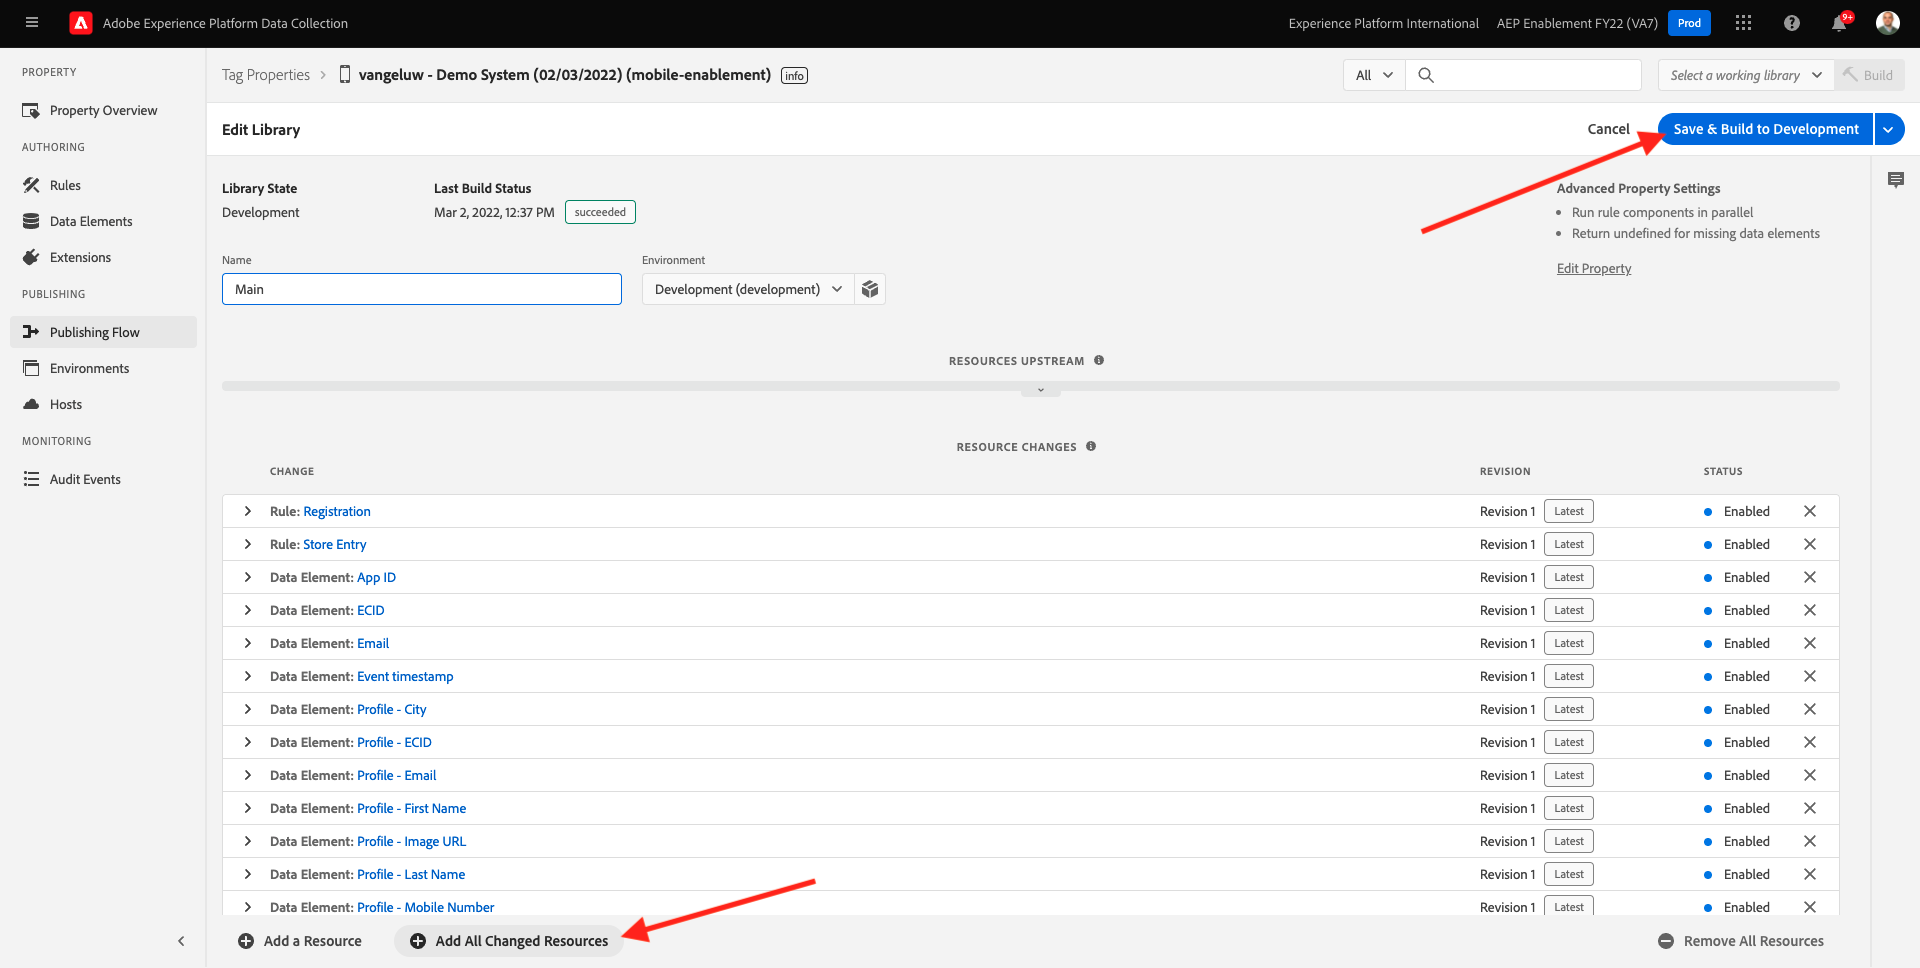 Adobe Experience Platform Data Collection
Experience Platform International
AEP Enablement FY22 (VA7)
Prod
9+
PROPERTY
Property Overview
AUTHORING
Rules
Data Elements
Extensions
PUBLISHING
Publishing Flow
Environments
Hosts
MONITORING
Audit Events
Tag Properties
vangeluw - Demo System (02/03/2022) (mobile-enablement)
info
All
Select a working library
Build
Edit Library
Cancel
Save & Build to Development
Library State
Development
Last Build Status
Mar 2, 2022, 12:37 PM
succeeded
Advanced Property Settings
Run rule components in parallel
Return undefined for missing data elements
Edit Property
Name
Main
Environment
Development (development)
RESOURCES UPSTREAM
RESOURCE CHANGES
CHANGE REVISION STATUS
Rule: Registration Revision 1 Latest Enabled
Rule: Store Entry Revision 1 Latest Enabled
Data Element: App ID Revision 1 Latest Enabled
Data Element: ECID Revision 1 Latest Enabled
Data Element: Email Revision 1 Latest Enabled
Data Element: Event timestamp Revision 1 Latest Enabled
Data Element: Profile - City Revision 1 Latest Enabled
Data Element: Profile - ECID Revision 1 Latest Enabled
Data Element: Profile - Email Revision 1 Latest Enabled
Data Element: Profile - First Name Revision 1 Latest Enabled
Data Element: Profile - Image URL Revision 1 Latest Enabled
Data Element: Profile - Last Name Revision 1 Latest Enabled
Data Element: Profile - Mobile Number Revision 1 Latest Enabled
Add a Resource
Add All Changed Resources
Remove All Resources